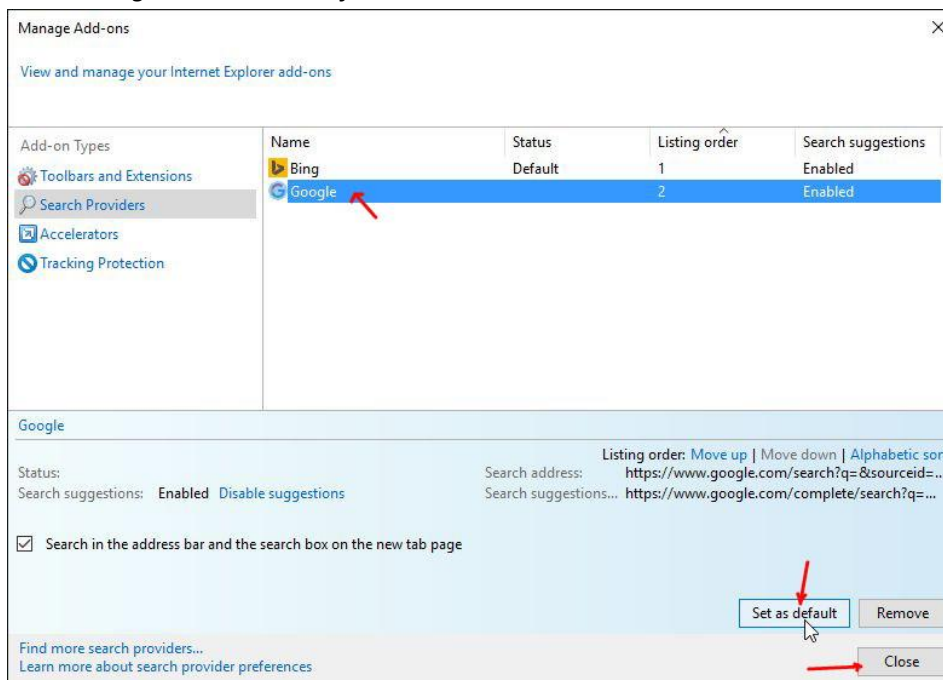 Manage Add-ons
View and manage your Internet Explorer add-ons
Add-on Types
Toolbars and Extensions
Search Providers
Accelerators
Tracking Protection
Name Status Listing order Search suggestions
Bing Default 1 Enabled
Google 2 Enabled
Google
Listing order: Move up | Move down | Alphabetic sor
Status:
Search address: https://www.google.com/search?q=&sourceid=...
Search suggestions: Enabled Disable suggestions
Search suggestions... https://www.google.com/complete/search?q=...
Search in the address bar and the search box on the new tab page
Set as default Remove
Find more search providers...
Learn more about search provider preferences
Close